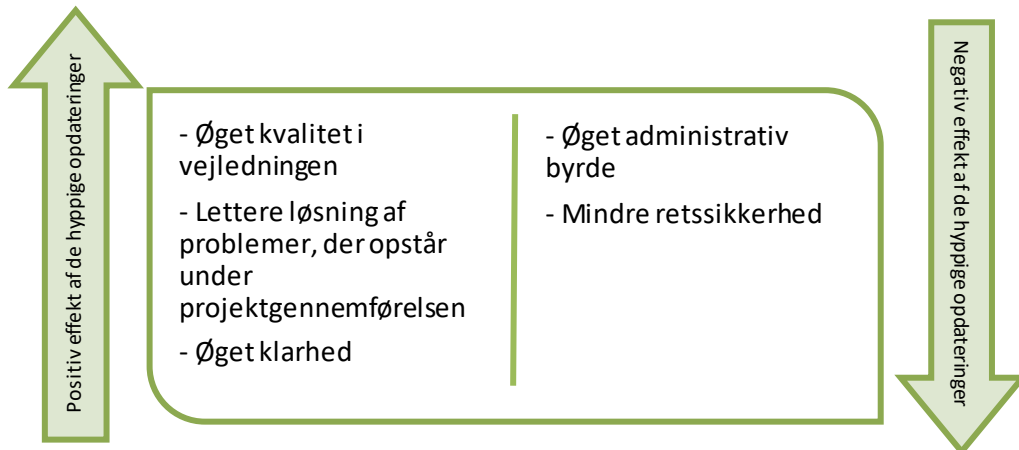 Positiv effekt af de hyppige opdateringer
- Øget kvalitet i
vejledningen
- Lettere løsning af
problemer, der opstår
under
projektgennemførelsen
- Øget klarhed
- Øget administrativ
byrde
- Mindre retssikkerhed
Negativ effekt af de hyppige opdateringer